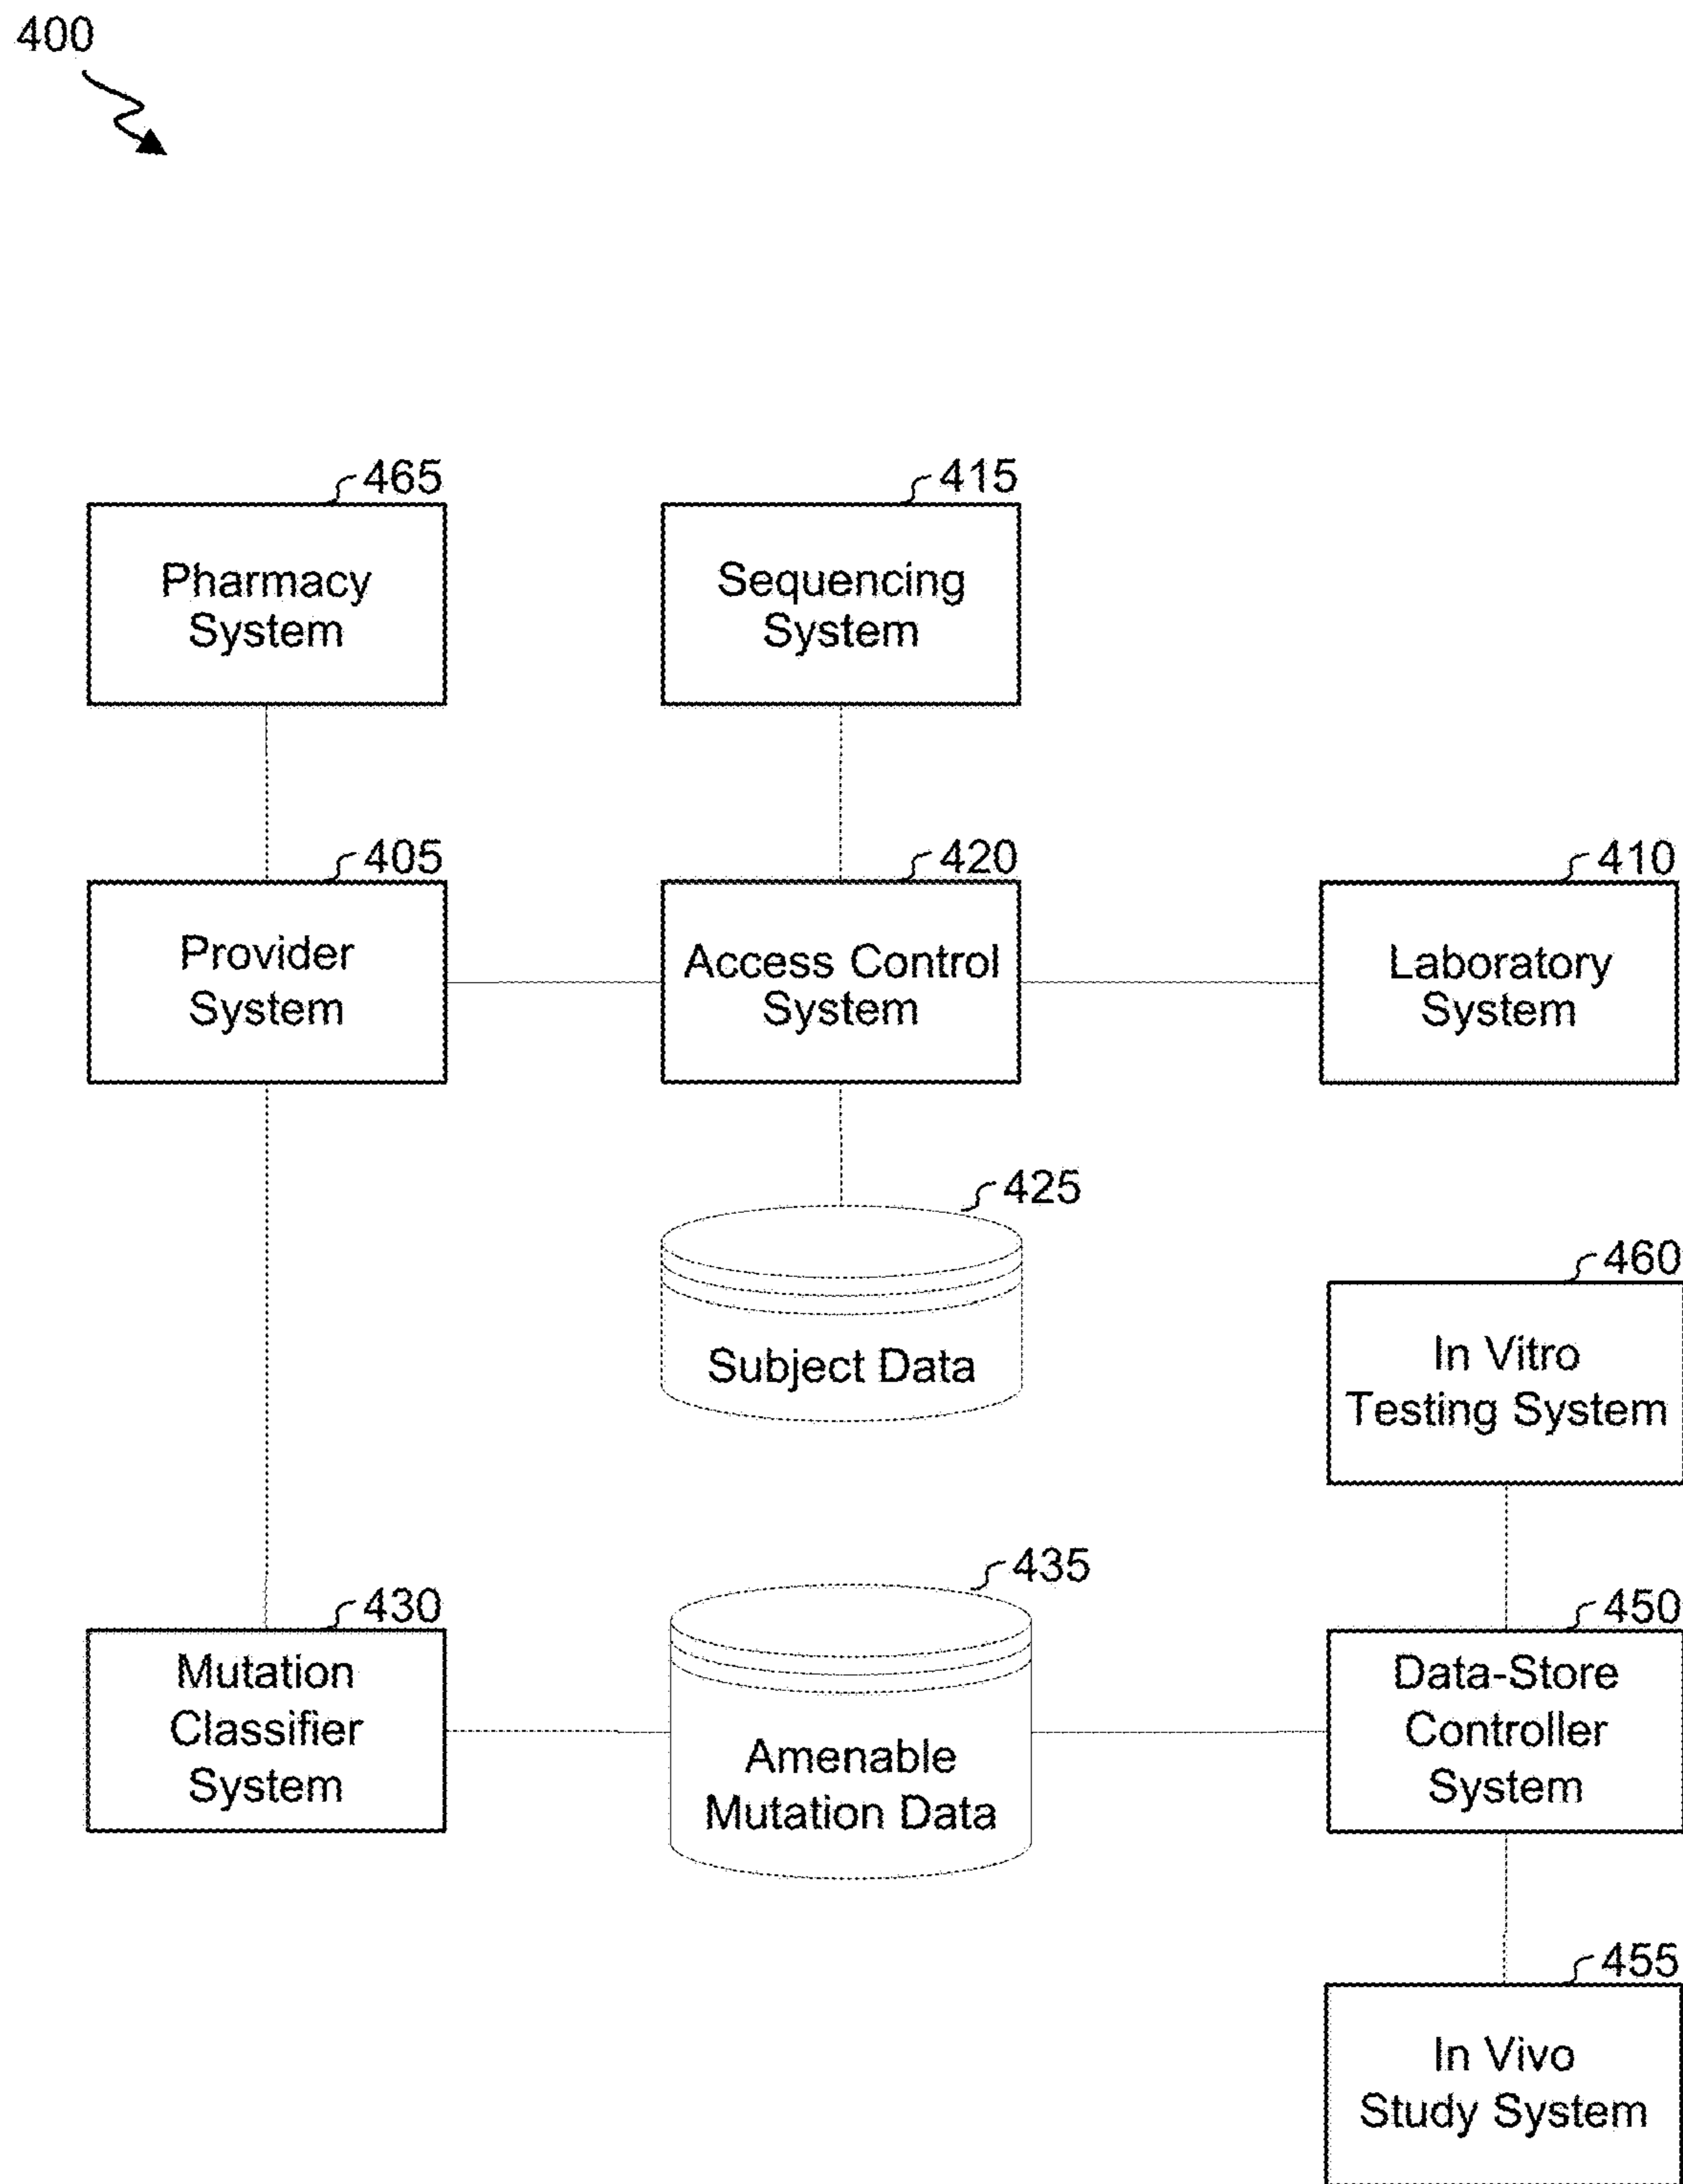 400
465
Pharmacy
System
415
Sequencing
System
405
Provider
System
420
Access Control
System
410
Laboratory
System
425
Subject Data
460
In Vitro
Testing System
430
Mutation
Classifier
System
435
Amenable
Mutation Data
450
Data-Store
Controller
System
455
In Vivo
Study System